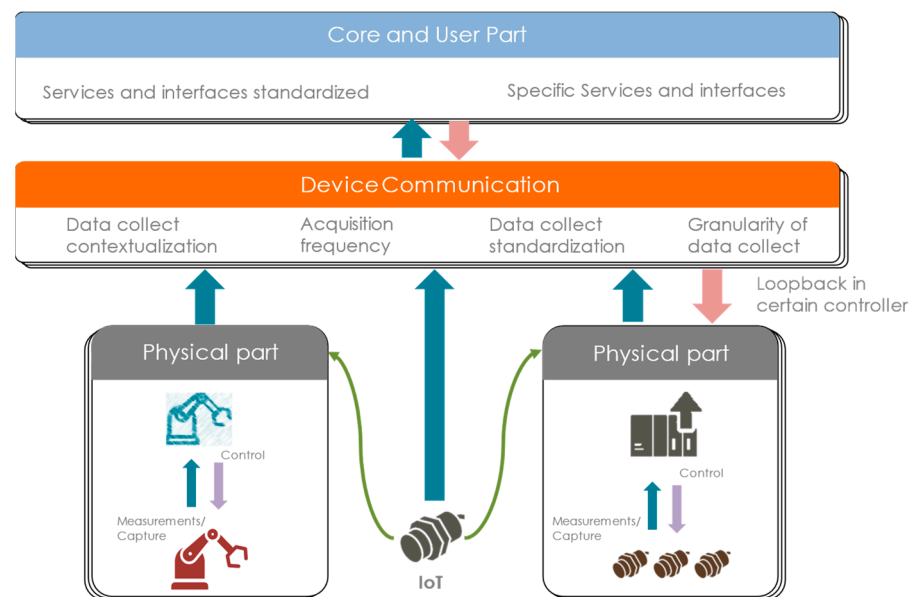 Core and User Part
Services and interfaces standardized
Specific Services and interfaces
Device Communication
Data collect
contextualization
Acquisition
frequency
Data collect
standardization
Granularity of
data collect
Loopback in
certain controller
Physical part
Control
Measurements/
Capture
IoT
Physical part
Control
Measurements/
Capture